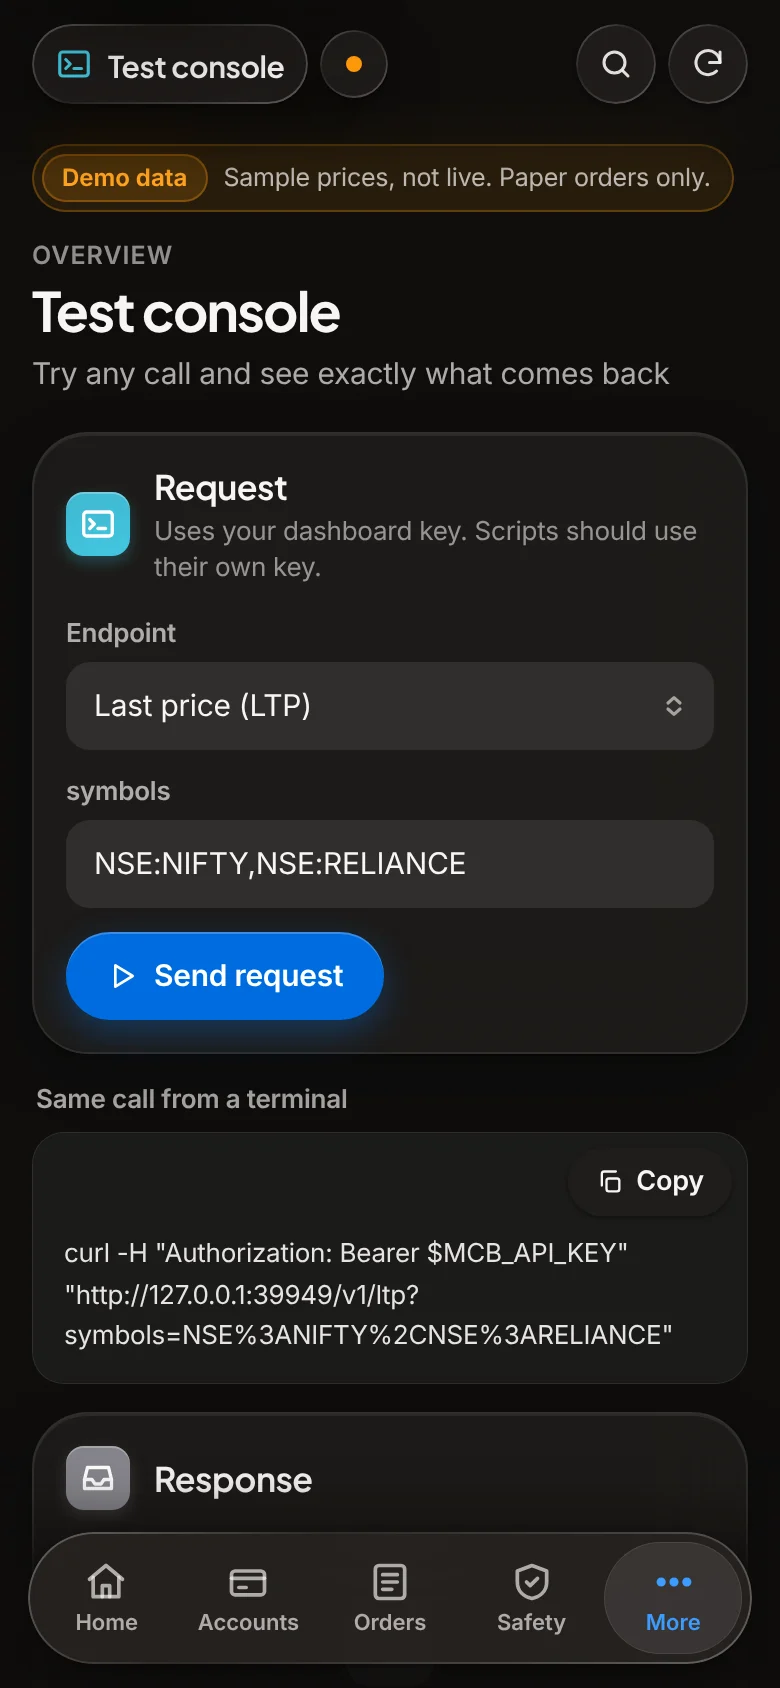 Test console
Demo data Sample prices, not live. Paper orders only.
OVERVIEW
Test console
Try any call and see exactly what comes back
Request
Uses your dashboard key. Scripts should use
their own key.
Endpoint
Last price (LTP)
symbols
NSE:NIFTY,NSE:RELIANCE
Send request
Same call from a terminal
Copy
curl -H "Authorization: Bearer $MCB_API_KEY"
"http://127.0.0.1:39949/v1/ltp?
symbols=NSE%3ANIFTY%2CNSE%3ARELIANCE"
Response
Home Accounts Orders Safety More